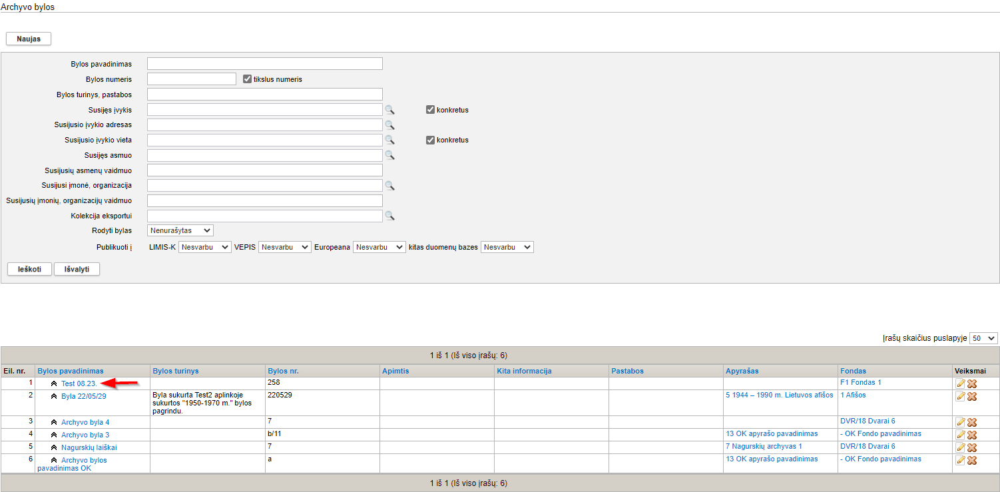 Archyvo bylos
Naujas
Bylos pavadinimas
Bylos numeris tikslus numeris
Bylos turinys, pastabos
Susijęs įvykis konkretus
Susijusio įvykio adresas
Susijusio įvykio vieta konkretus
Susijęs asmuo
Susijusių asmenų vaidmuo
Susijusi įmonė, organizacija
Susijusių įmonių, organizacijų vaidmuo
Kolekcija eksportui
Rodyti bylas Nenurašytas
Publikuoti į LIMIS-K Nesvarbu VEPIS Nesvarbu Europeana Nesvarbu kitas duomenų bazes Nesvarbu
Ieškoti Išvalyti
Įrašų skaičius puslapyje 50
1 iš 1 (Iš viso įrašų: 6)
Eil. nr. Bylos pavadinimas Bylos turinys Bylos nr. Apimtis Kita informacija Pastabos Apyrašas Fondas Veiksmai
1 Test 08.23. 258 F1 Fondas 1
2 Byla 22/05/29 Byla sukurta Test2 aplinkoje 220529 5 1944 – 1990 m. Lietuvos afišos 1 Afišos
sukurtos "1950-1970 m." bylos
pagrindu.
3 Archyvo byla 4 7 DVR/18 Dvarai 6
4 Archyvo byla 3 b/11 13 OK apyrašo pavadinimas - OK Fondo pavadinimas
5 Nagurskių laiškai 7 7 Nagurskių archyvas 1 DVR/18 Dvarai 6
6 Archyvo bylos a 13 OK apyrašo pavadinimas - OK Fondo pavadinimas
pavadinimas OK
1 iš 1 (Iš viso įrašų: 6)